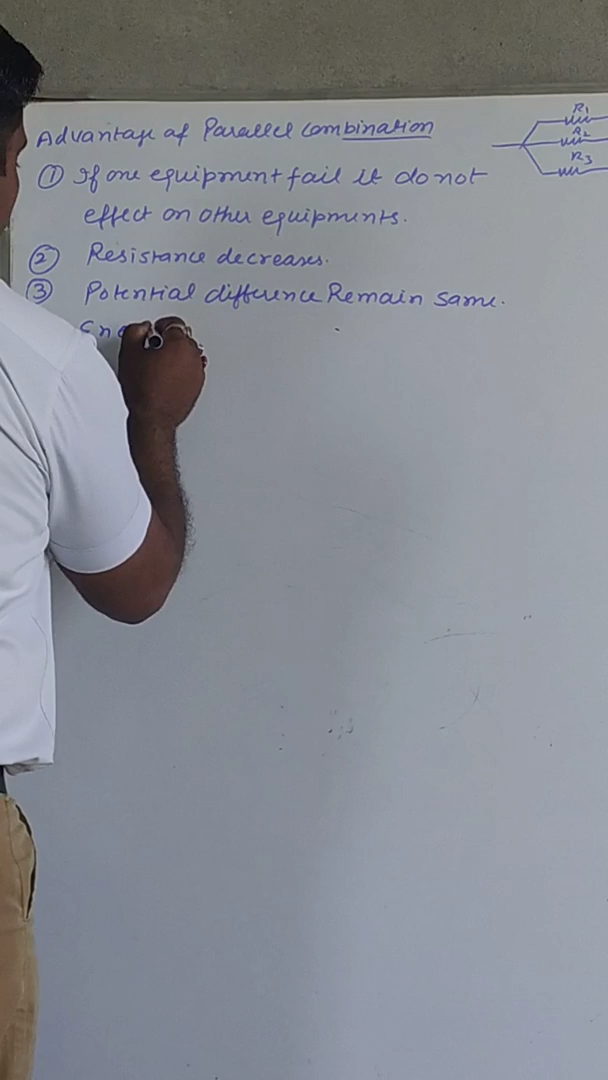 Advantage of Parallel combination
① If one equipment fail it do not
effect on other equipments.
② Resistance decreases.
③ Potential difference Remain same.
R1
R2
R3